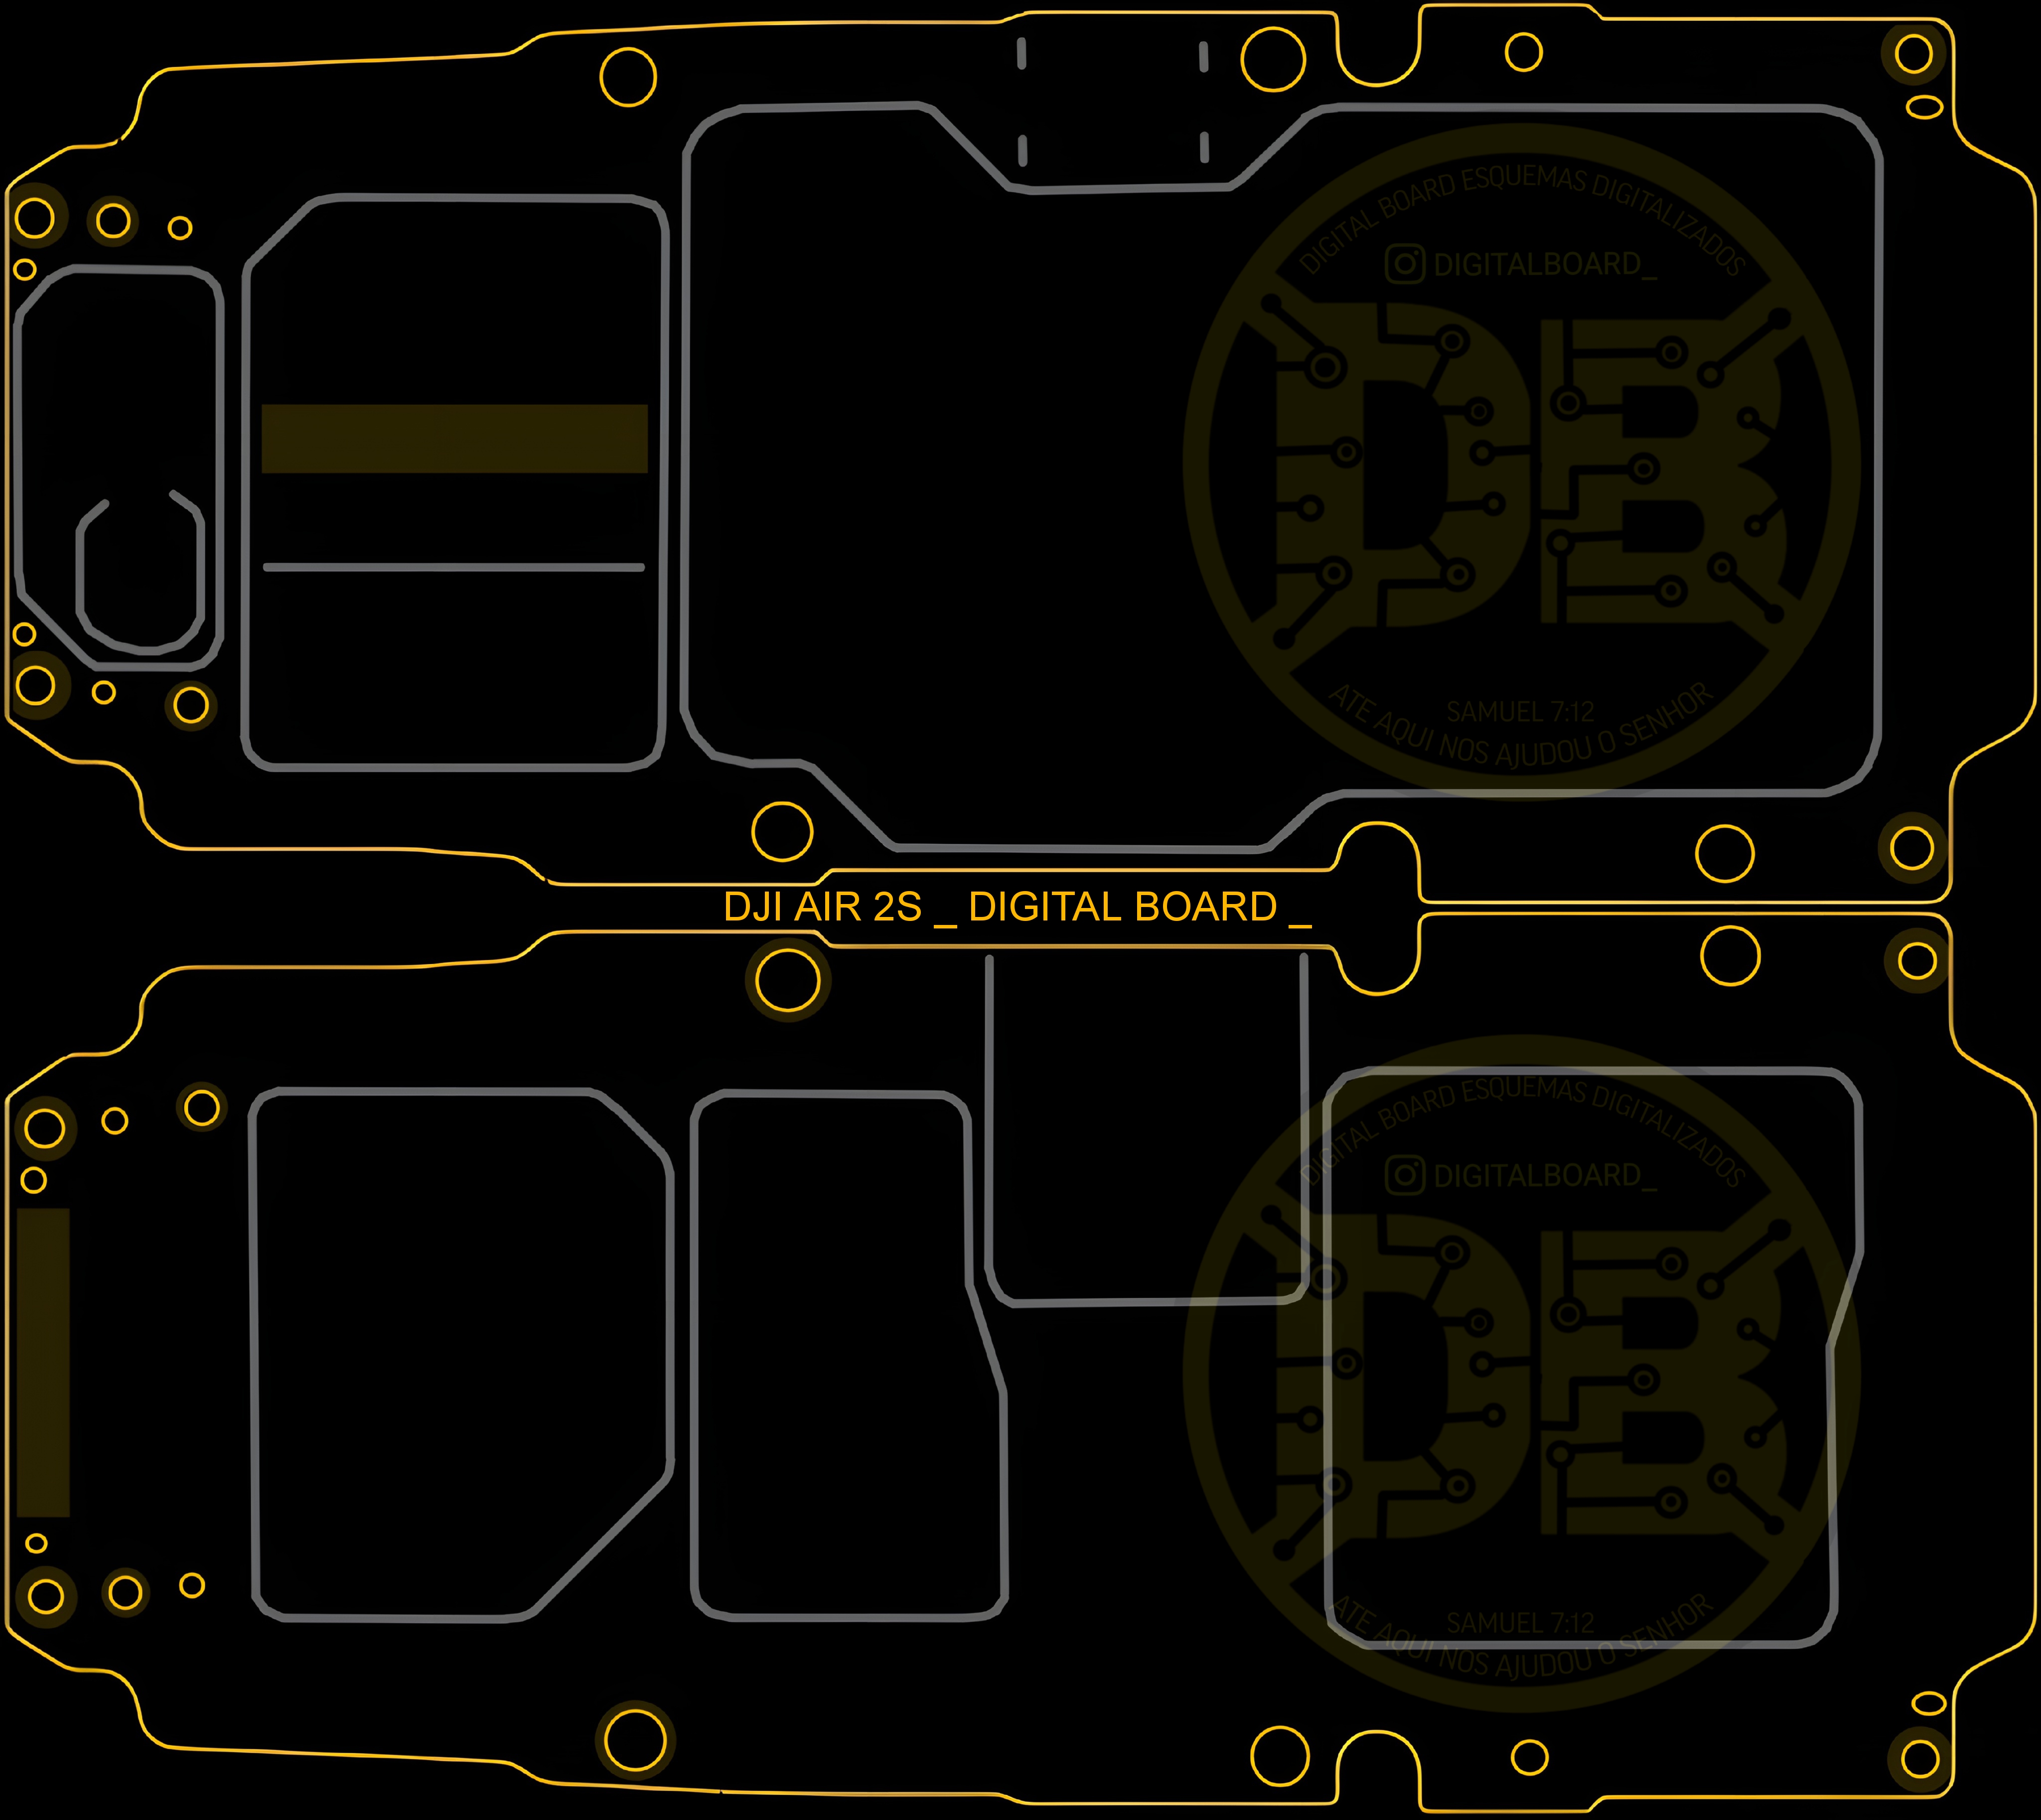 DIGITAL BOARD ESQUEMAS DIGITALIZADOS
DIGITALBOARD_
DB
SAMUEL 7:12
ATE AQUI NOS AJUDOU O SENHOR
DJI AIR 2S _ DIGITAL BOARD _
DIGITAL BOARD ESQUEMAS DIGITALIZADOS
DIGITALBOARD_
DB
SAMUEL 7:12
ATE AQUI NOS AJUDOU O SENHOR